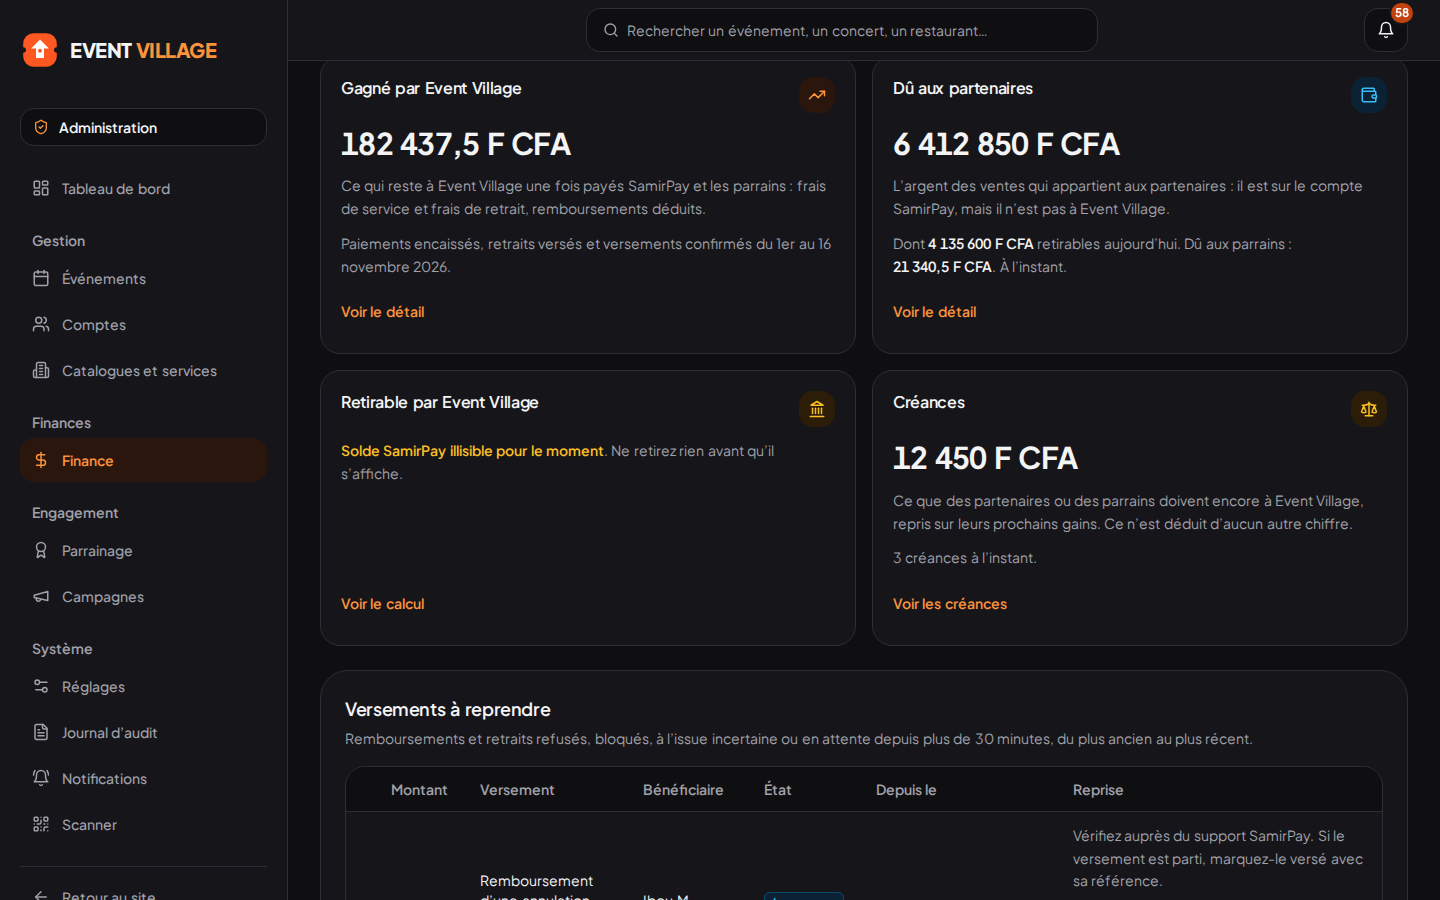 EVENT VILLAGE
Rechercher un événement, un concert, un restaurant…
58
Administration
Tableau de bord
Gestion
Événements
Comptes
Catalogues et services
Finances
Finance
Engagement
Parrainage
Campagnes
Système
Réglages
Journal d’audit
Notifications
Scanner
Retour au site
Gagné par Event Village
182 437,5 F CFA
Ce qui reste à Event Village une fois payés SamirPay et les parrains : frais
de service et frais de retrait, remboursements déduits.
Paiements encaissés, retraits versés et versements confirmés du 1er au 16
novembre 2026.
Voir le détail
Dû aux partenaires
6 412 850 F CFA
L’argent des ventes qui appartient aux partenaires : il est sur le compte
SamirPay, mais il n’est pas à Event Village.
Dont 4 135 600 F CFA retirables aujourd’hui. Dû aux parrains :
21 340,5 F CFA. À l’instant.
Voir le détail
Retirable par Event Village
Solde SamirPay illisible pour le moment. Ne retirez rien avant qu’il
s’affiche.
Voir le calcul
Créances
12 450 F CFA
Ce que des partenaires ou des parrains doivent encore à Event Village,
repris sur leurs prochains gains. Ce n’est déduit d’aucun autre chiffre.
3 créances à l’instant.
Voir les créances
Versements à reprendre
Remboursements et retraits refusés, bloqués, à l’issue incertaine ou en attente depuis plus de 30 minutes, du plus ancien au plus récent.
Montant Versement Bénéficiaire État Depuis le Reprise
Vérifiez auprès du support SamirPay. Si le
versement est parti, marquez-le versé avec
sa référence.
Remboursement
d’une annulation
Ibou M.